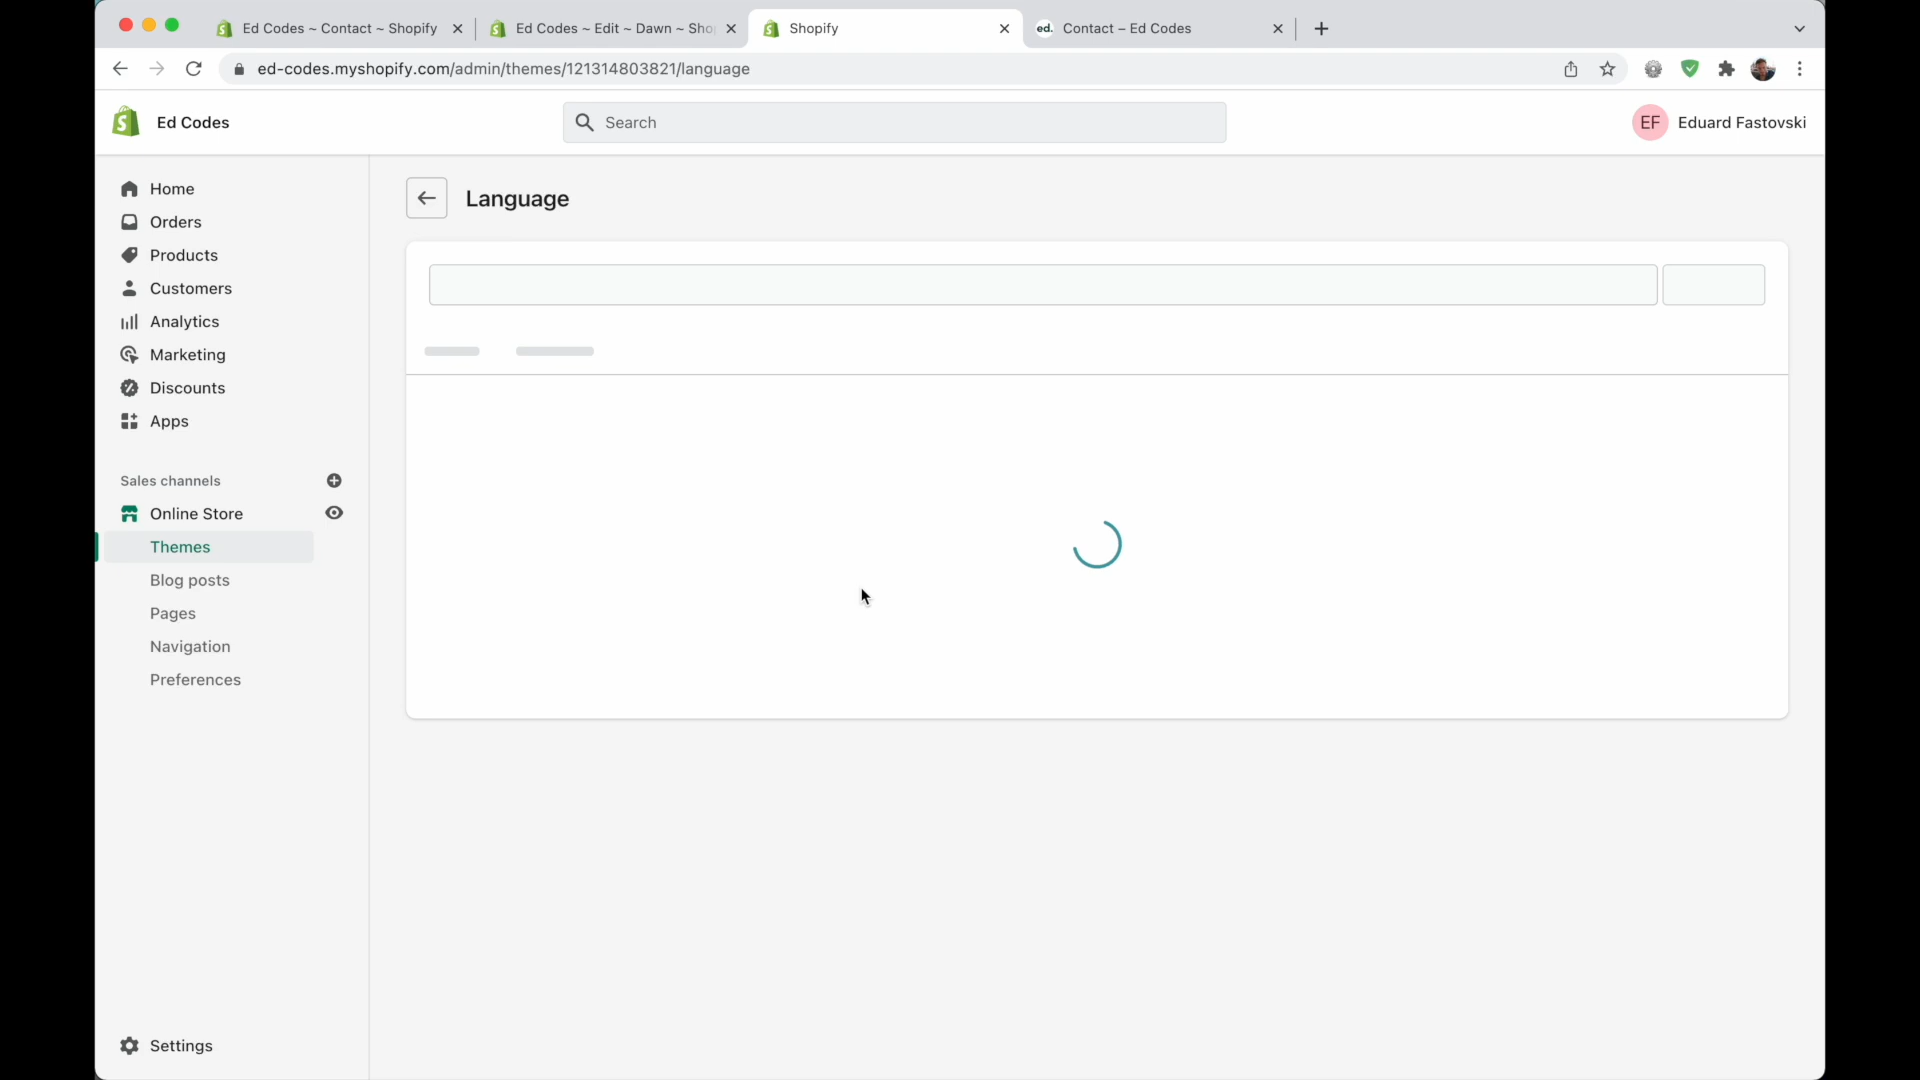 Ed Codes ~ Contact ~ Shopify
Ed Codes ~ Edit ~ Dawn ~ Sho
Shopify
ed.
Contact – Ed Codes
ed-codes.myshopify.com/admin/themes/121314803821/language
Ed Codes
Search
EF
Eduard Fastovski
Home
Orders
Products
Customers
Analytics
Marketing
Discounts
Apps
Sales channels
Online Store
Themes
Blog posts
Pages
Navigation
Preferences
Settings
Language